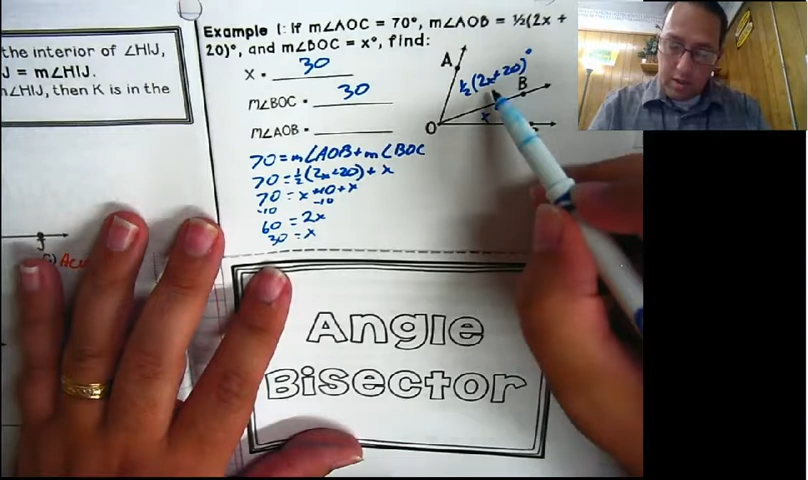 the interior of ∠HIJ,
J = m∠HIJ.
m∠HIJ, then K is in the
Example 1: If m∠AOC = 70°, m∠AOB = ½(2x +
20)°, and m∠BOC = x°, find:
x = 30
m∠BOC = 30
m∠AOB =
A
½(2x+20)°
B
x
O
70 = m∠AOB + m∠BOC
70 = ½(2x+20) + x
70 = x+10+x
-10 -10
60 = 2x
30 = x
J
Angle
Bisector